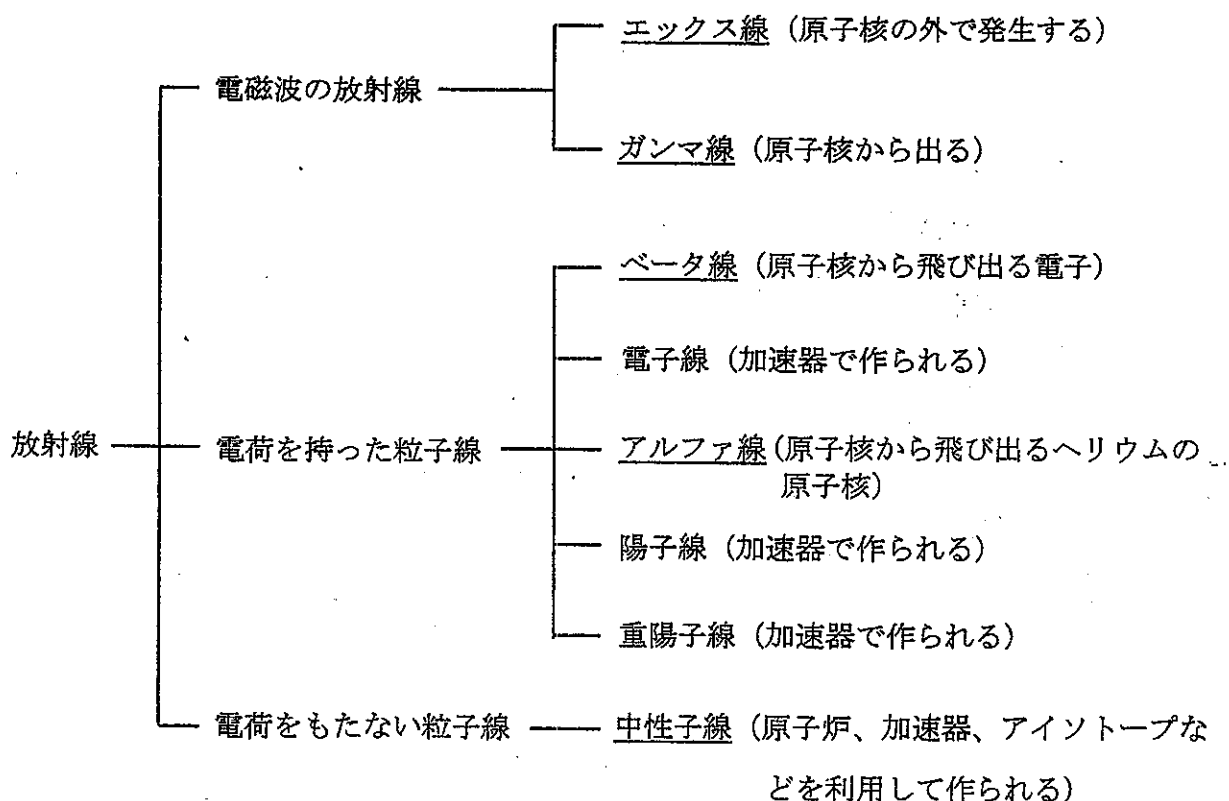 エックス線（原子核の外で発生する）
電磁波の放射線
ガンマ線（原子核から出る）
ベータ線（原子核から飛び出る電子）
電子線（加速器で作られる）
放射線
電荷を持った粒子線
アルファ線（原子核から飛び出るヘリウムの
原子核）
陽子線（加速器で作られる）
重陽子線（加速器で作られる）
電荷をもたない粒子線
中性子線（原子炉、加速器、アイソトープな
どを利用して作られる）